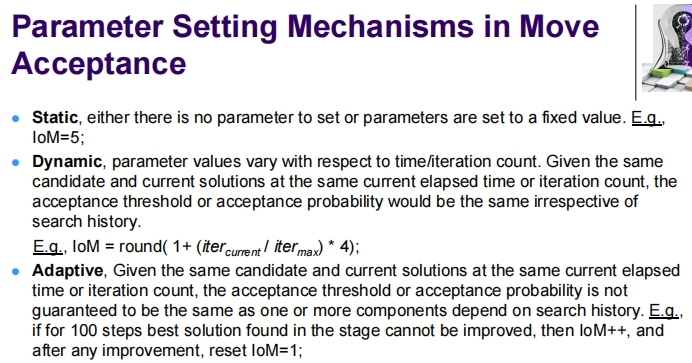 Parameter Setting Mechanisms in Move
Acceptance
• Static, either there is no parameter to set or parameters are set to a fixed value. E.g.,
IoM=5;
• Dynamic, parameter values vary with respect to time/iteration count. Given the same
candidate and current solutions at the same current elapsed time or iteration count, the
acceptance threshold or acceptance probability would be the same irrespective of
search history.
E.g., IoM = round( 1+ (iter_current / iter_max) * 4);
• Adaptive, Given the same candidate and current solutions at the same current elapsed
time or iteration count, the acceptance threshold or acceptance probability is not
guaranteed to be the same as one or more components depend on search history. E.g.,
if for 100 steps best solution found in the stage cannot be improved, then IoM++, and
after any improvement, reset IoM=1;